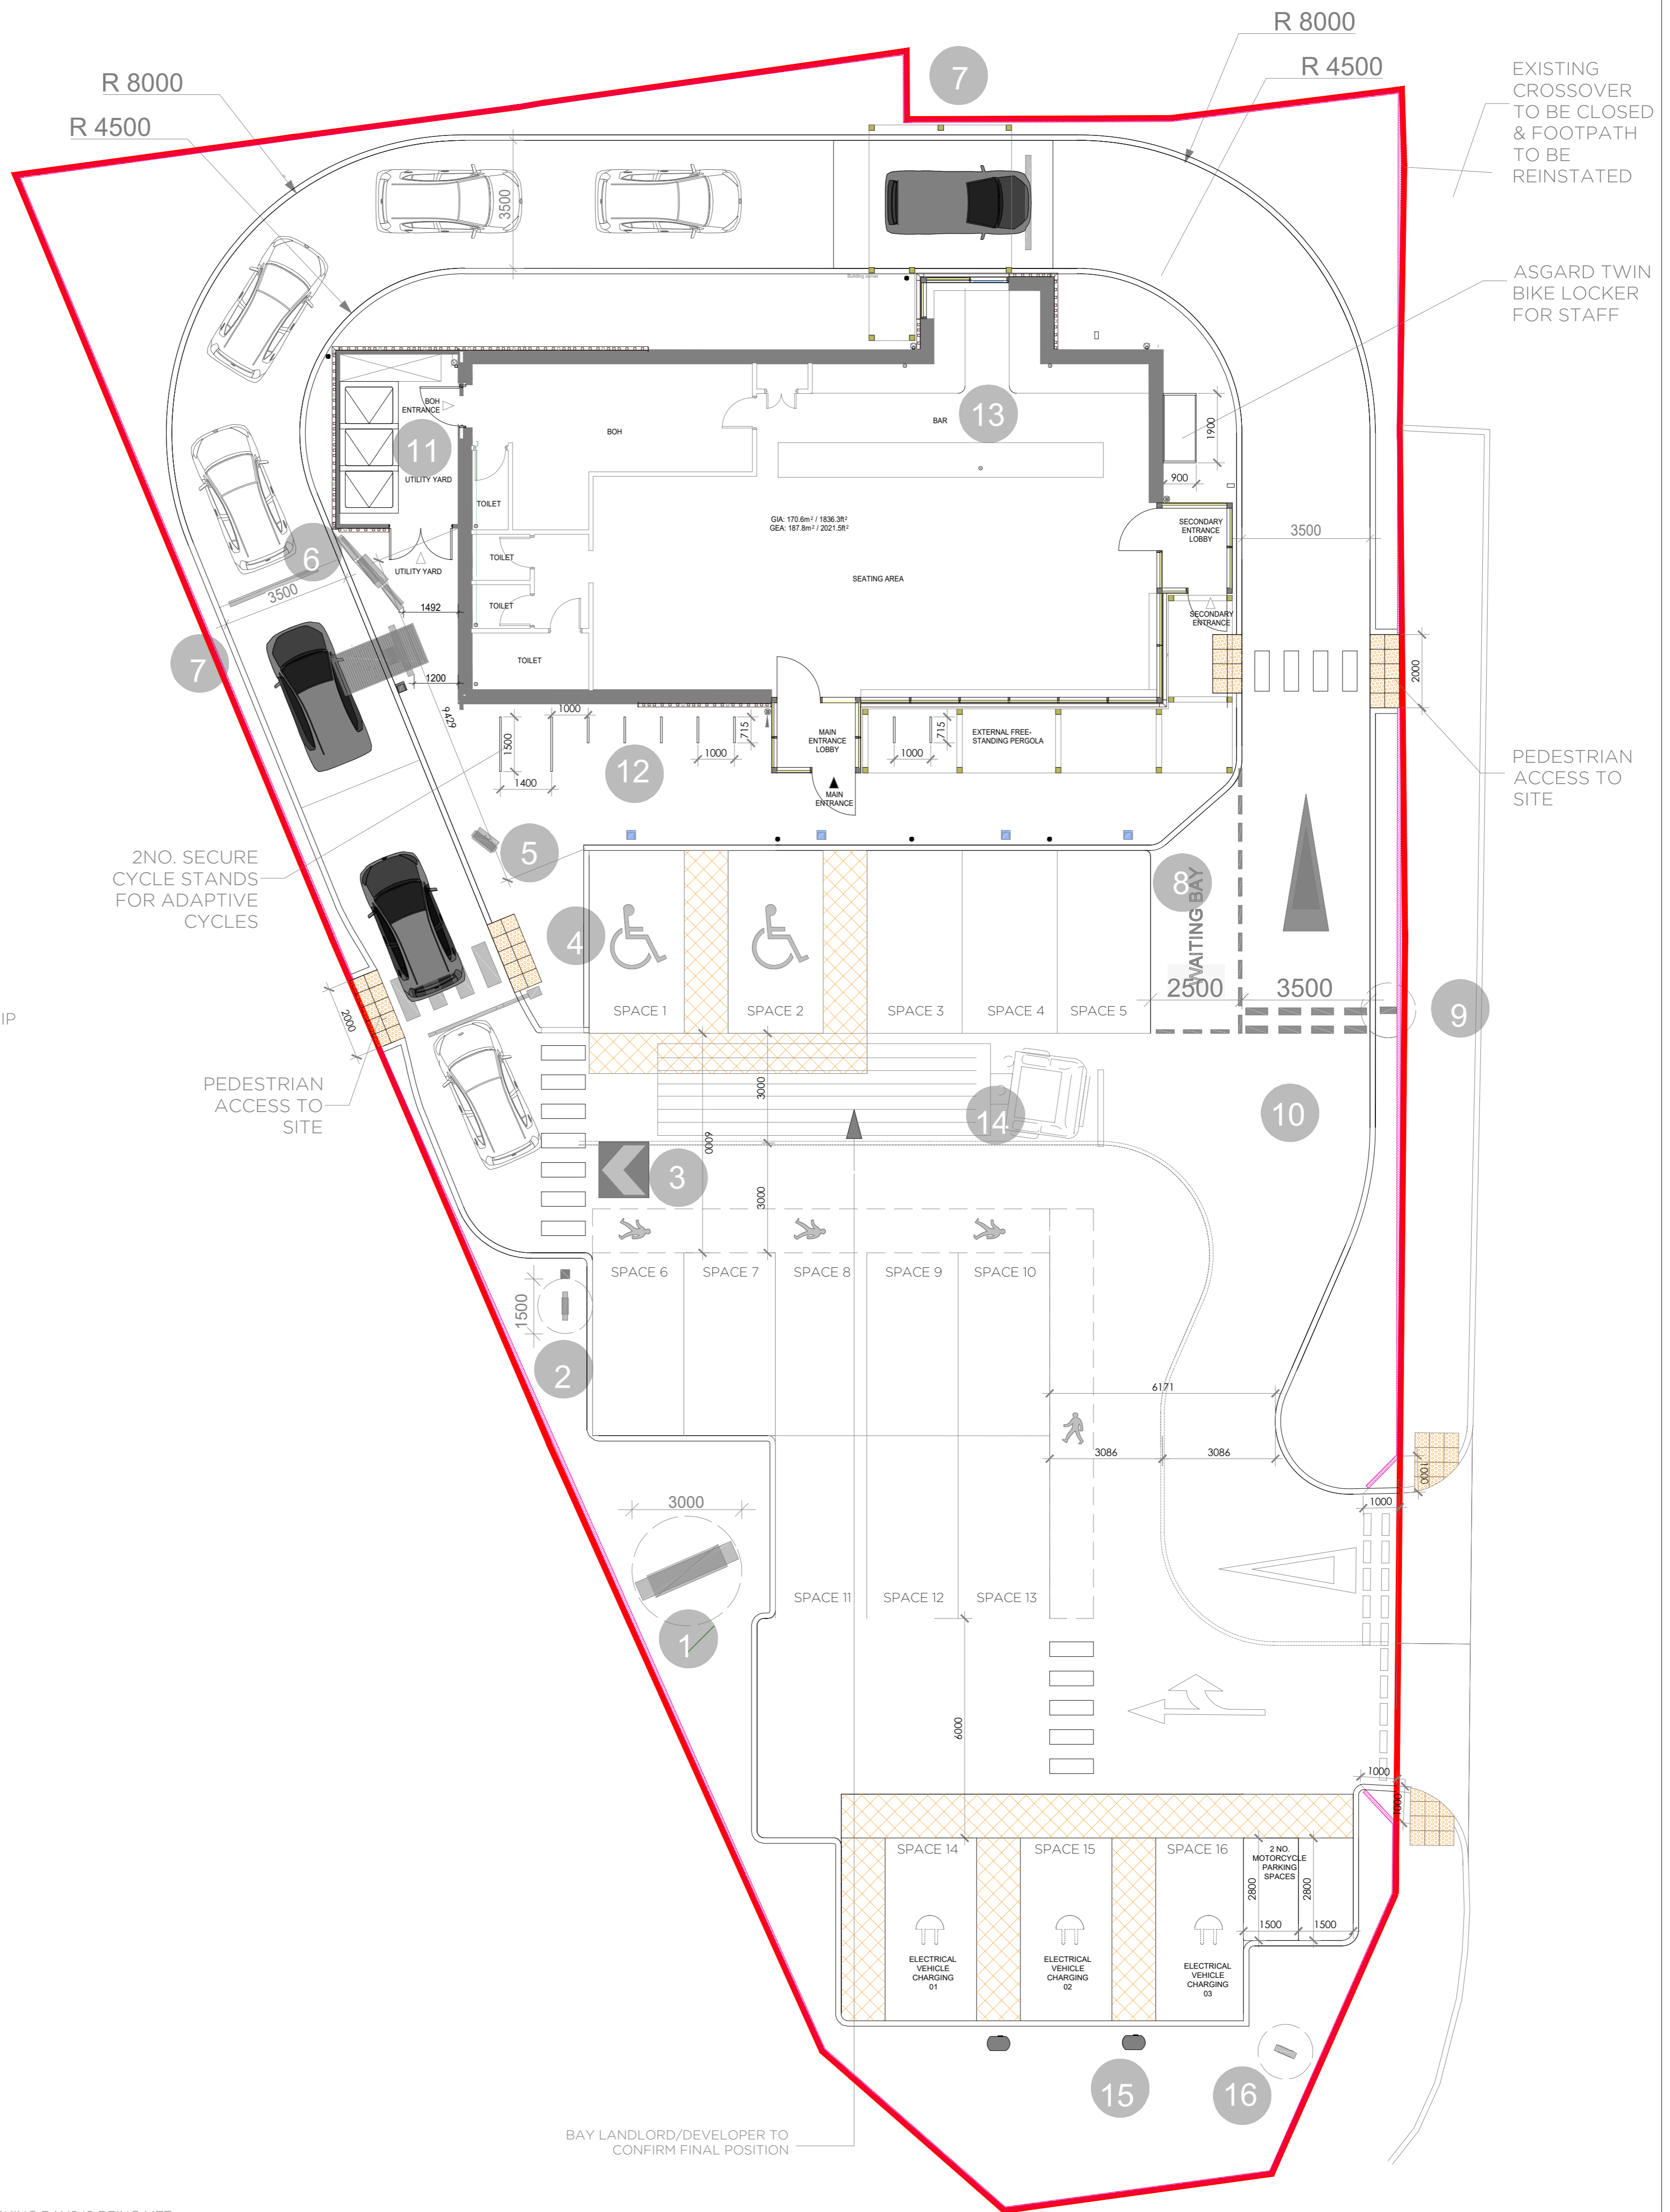 R 8000
R 8000
R 4500
R 4500
7
EXISTING
CROSSOVER
TO BE CLOSED
& FOOTPATH
TO BE
REINSTATED
3500
Building corner
ASGARD TWIN
BIKE LOCKER
FOR STAFF
BOH
ENTRANCE
11
UTILITY YARD
BOH
BAR
13
1900
900
TOILET
GIA: 170.6m² / 1836.3ft²
GEA: 187.8m² / 2021.5ft²
SECONDARY
ENTRANCE
LOBBY
3500
6
TOILET
UTILITY YARD
SEATING AREA
3500
1492
TOILET
SECONDARY
ENTRANCE
7
TOILET
1200
2000
9429
1000
1500
715
1000
1400
12
MAIN
ENTRANCE
LOBBY
MAIN
ENTRANCE
715
1000
EXTERNAL FREE-
STANDING PERGOLA
PEDESTRIAN
ACCESS TO
SITE
2NO. SECURE
CYCLE STANDS
FOR ADAPTIVE
CYCLES
5
8
WAITING BAY
4
2500
3500
9
SPACE 1
SPACE 2
SPACE 3
SPACE 4
SPACE 5
IP
2000
PEDESTRIAN
ACCESS TO
SITE
3000
6000
14
10
3
3000
SPACE 6
SPACE 7
SPACE 8
SPACE 9
SPACE 10
1500
2
6171
3086
3086
1000
1000
3000
1
SPACE 11
SPACE 12
SPACE 13
6000
1000
1000
SPACE 14
SPACE 15
SPACE 16
2 NO.
MOTORCYCLE
PARKING
SPACES
2800
2800
1500
1500
ELECTRICAL
VEHICLE
CHARGING
01
ELECTRICAL
VEHICLE
CHARGING
02
ELECTRICAL
VEHICLE
CHARGING
03
15
16
BAY LANDLORD/DEVELOPER TO
CONFIRM FINAL POSITION